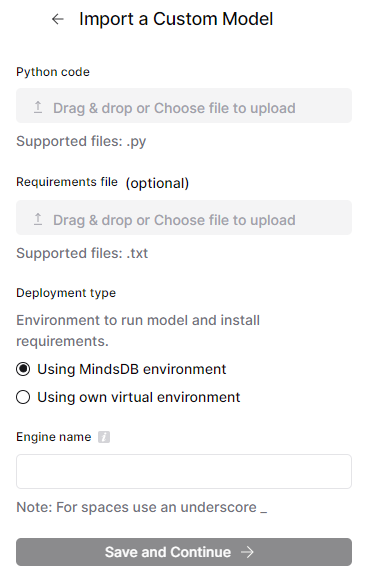 Import a Custom Model
Python code
Drag & drop or Choose file to upload
Supported files: .py
Requirements file (optional)
Drag & drop or Choose file to upload
Supported files: .txt
Deployment type
Environment to run model and install
requirements.
Using MindsDB environment
Using own virtual environment
Engine name i
Note: For spaces use an underscore _
Save and Continue